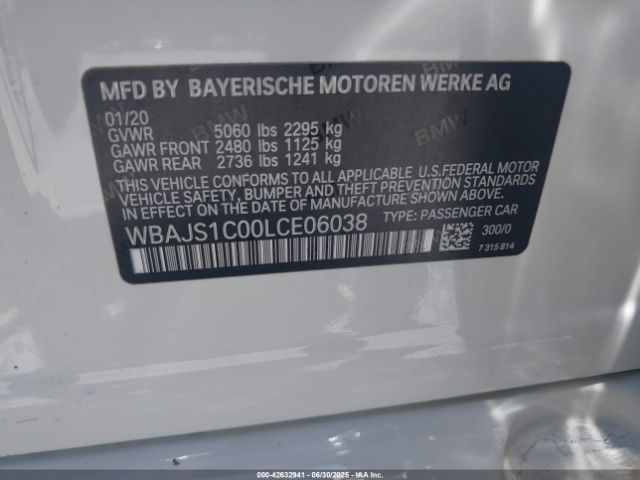 MFD BY BAYERISCHE MOTOREN WERKE AG
01/20
GVWR 5060 lbs 2295 kg
GAWR FRONT 2480 lbs 1125 kg
GAWR REAR 2736 lbs 1241 kg
THIS VEHICLE CONFORMS TO ALL APPLICABLE U.S.FEDERAL MOTOR
VEHICLE SAFETY, BUMPER AND THEFT PREVENTION
STANDARDS IN EFFECT ON THE DATE OF MANUFACTURE SHOWN ABOVE.
WBAJS1C00LCE06038 TYPE: PASSENGER CAR
300/0
7 315 814
BMW
BMW
000-42632941 - 06/30/2025 - IAA Inc.